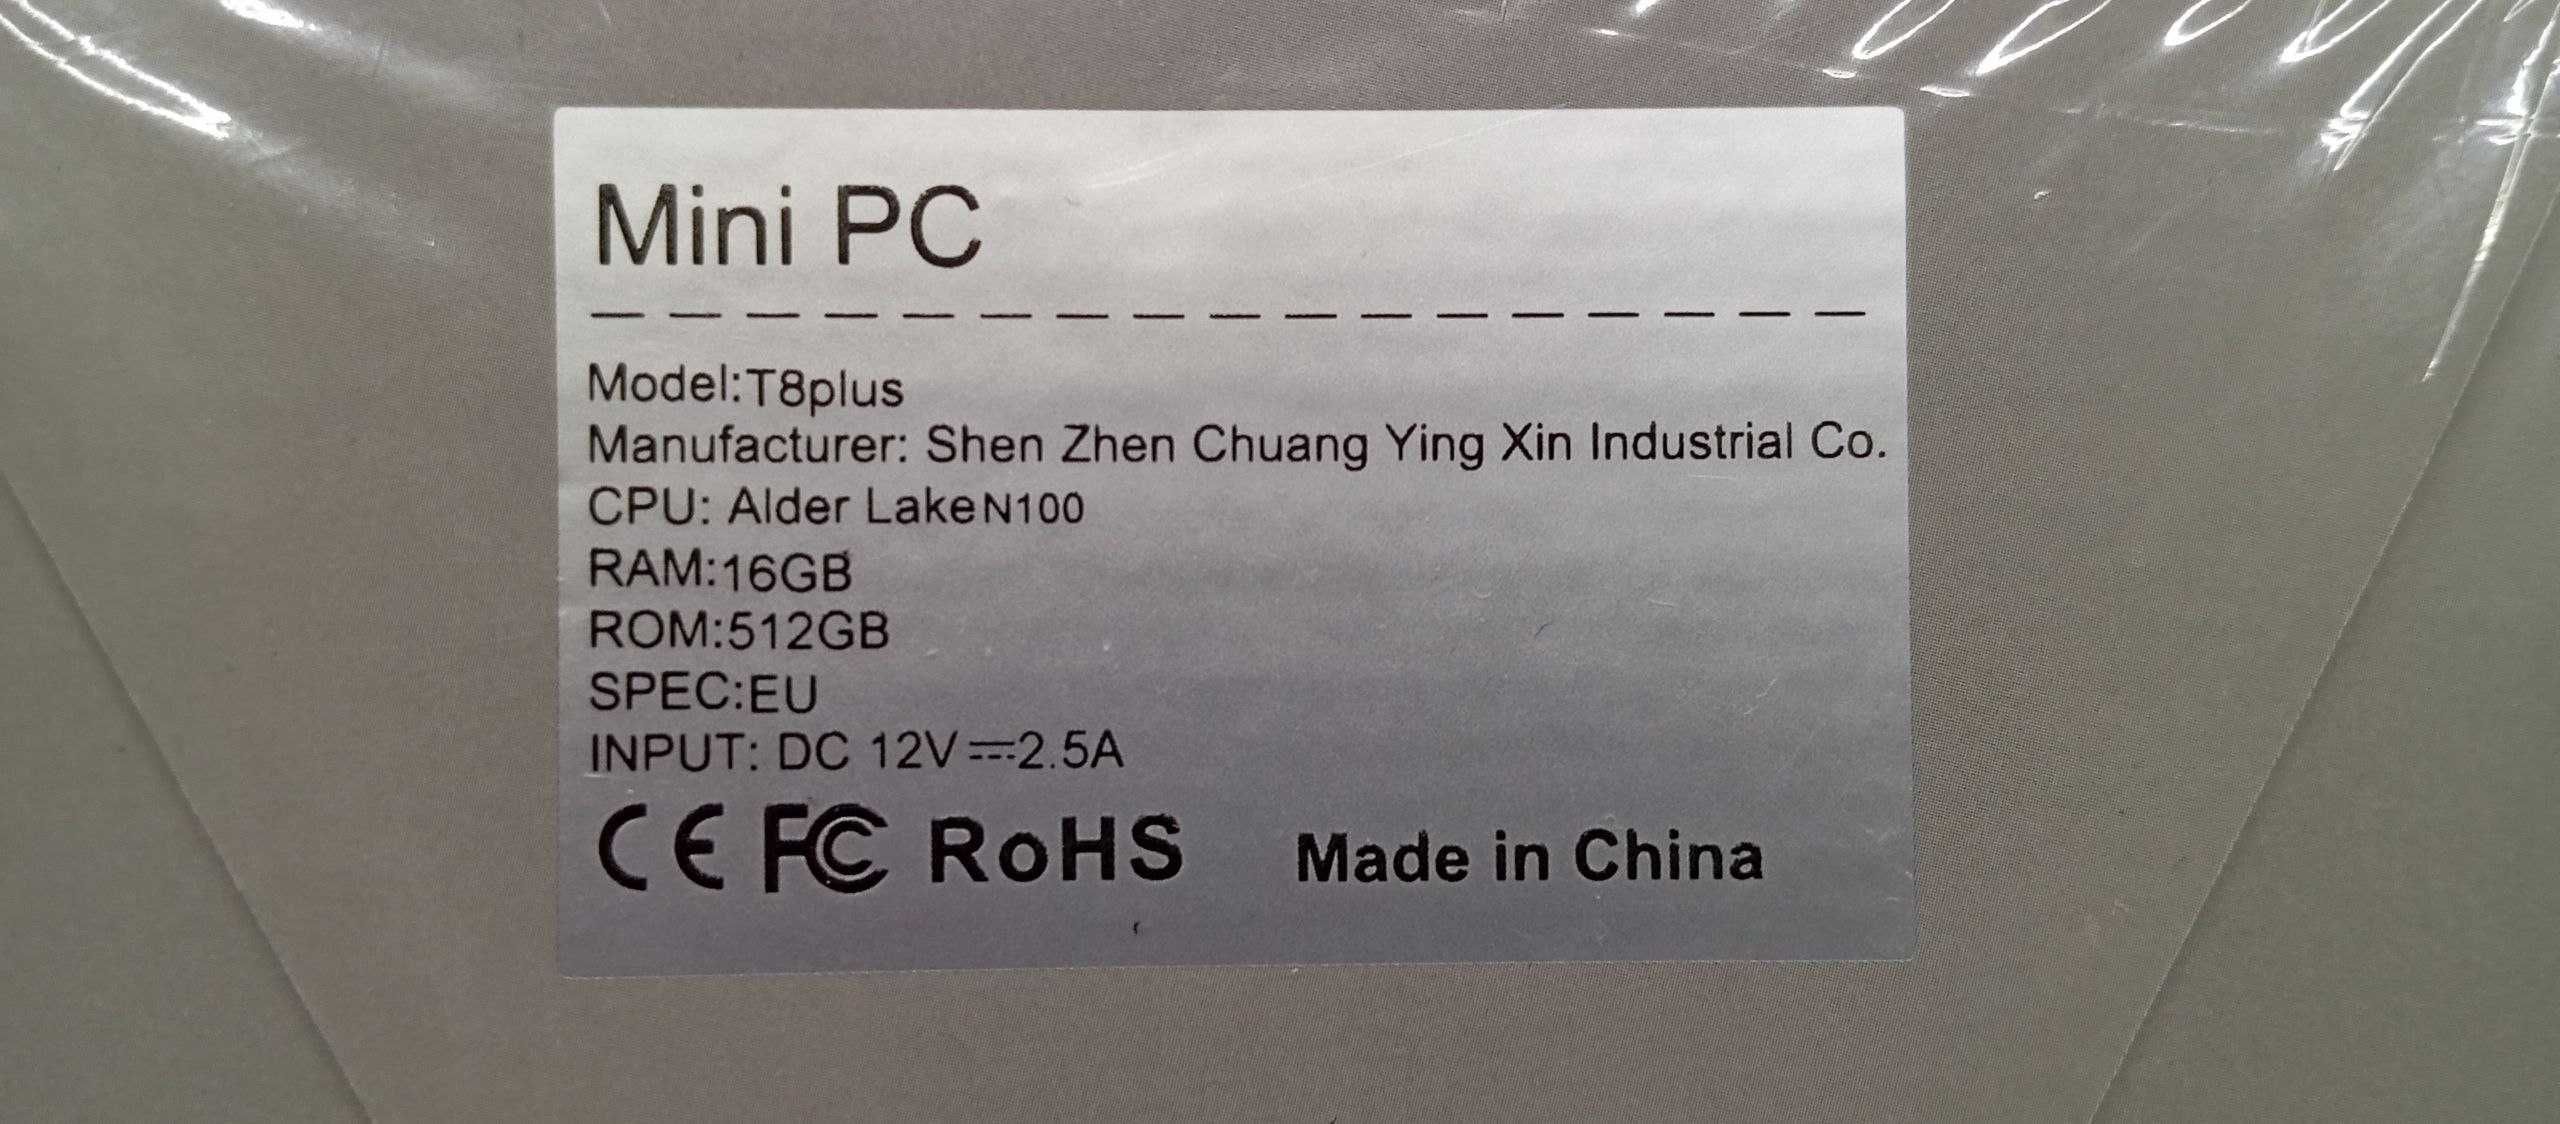 Mini PC
Model:T8plus
Manufacturer: Shen Zhen Chuang Ying Xin Industrial Co.
CPU: Alder Lake N100
RAM:16GB
ROM:512GB
SPEC:EU
INPUT: DC 12V⎓2.5A
CE FC RoHS Made in China